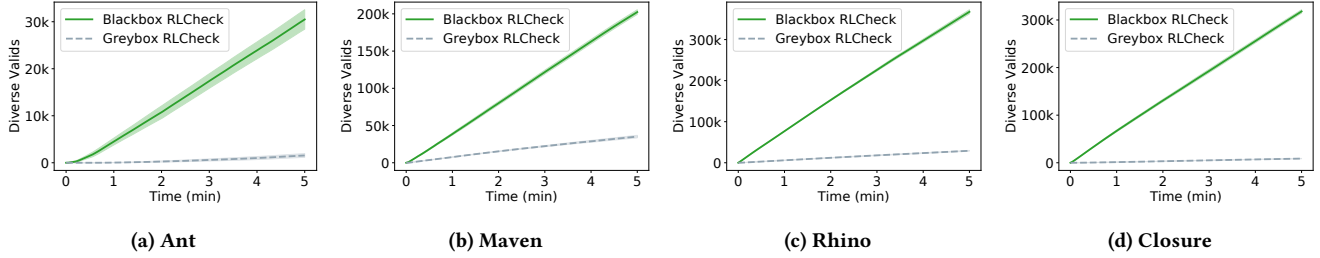 Diverse Valids
30k
20k
10k
0
Blackbox RLCheck
Greybox RLCheck
0 1 2 3 4 5
Time (min)
(a) Ant
Diverse Valids
200k
150k
100k
50k
0
Blackbox RLCheck
Greybox RLCheck
0 1 2 3 4 5
Time (min)
(b) Maven
Diverse Valids
300k
200k
100k
0
Blackbox RLCheck
Greybox RLCheck
0 1 2 3 4 5
Time (min)
(c) Rhino
Diverse Valids
300k
200k
100k
0
Blackbox RLCheck
Greybox RLCheck
0 1 2 3 4 5
Time (min)
(d) Closure